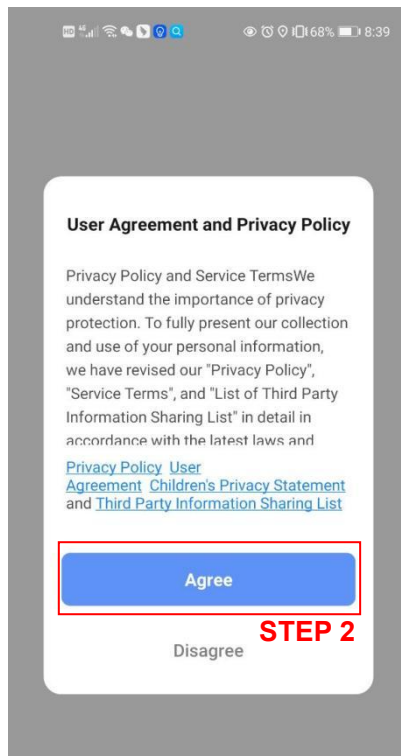 HD 4G 68% 8:39
User Agreement and Privacy Policy
Privacy Policy and Service TermsWe
understand the importance of privacy
protection. To fully present our collection
and use of your personal information,
we have revised our "Privacy Policy",
"Service Terms", and "List of Third Party
Information Sharing List" in detail in
accordance with the latest laws and
Privacy Policy User
Agreement Children's Privacy Statement
and Third Party Information Sharing List
Agree
STEP 2
Disagree